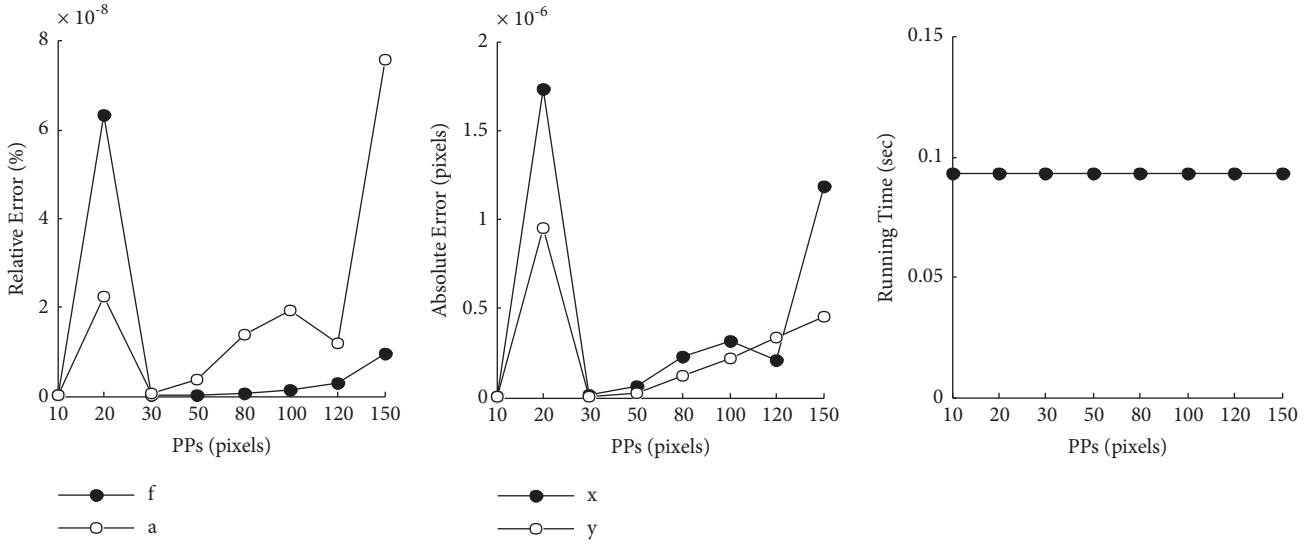 × 10⁻⁸
8
6
4
2
0
Relative Error (%)
10 20 30 50 80 100 120 150
PPs (pixels)
f
a
× 10⁻⁶
2
1.5
1
0.5
0
Absolute Error (pixels)
10 20 30 50 80 100 120 150
PPs (pixels)
x
y
0.15
0.1
0.05
0
Running Time (sec)
10 20 30 50 80 100 120 150
PPs (pixels)